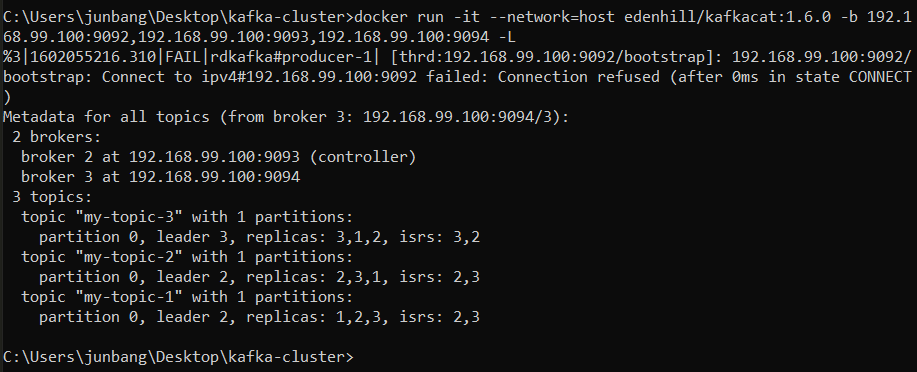 C:\Users\junbang\Desktop\kafka-cluster>docker run -it --network=host edenhill/kafkacat:1.6.0 -b 192.1
68.99.100:9092,192.168.99.100:9093,192.168.99.100:9094 -L
%3|1602055216.310|FAIL|rdkafka#producer-1| [thrd:192.168.99.100:9092/bootstrap]: 192.168.99.100:9092/
bootstrap: Connect to ipv4#192.168.99.100:9092 failed: Connection refused (after 0ms in state CONNECT
)
Metadata for all topics (from broker 3: 192.168.99.100:9094/3):
 2 brokers:
  broker 2 at 192.168.99.100:9093 (controller)
  broker 3 at 192.168.99.100:9094
 3 topics:
  topic "my-topic-3" with 1 partitions:
    partition 0, leader 3, replicas: 3,1,2, isrs: 3,2
  topic "my-topic-2" with 1 partitions:
    partition 0, leader 2, replicas: 2,3,1, isrs: 2,3
  topic "my-topic-1" with 1 partitions:
    partition 0, leader 2, replicas: 1,2,3, isrs: 2,3
C:\Users\junbang\Desktop\kafka-cluster>